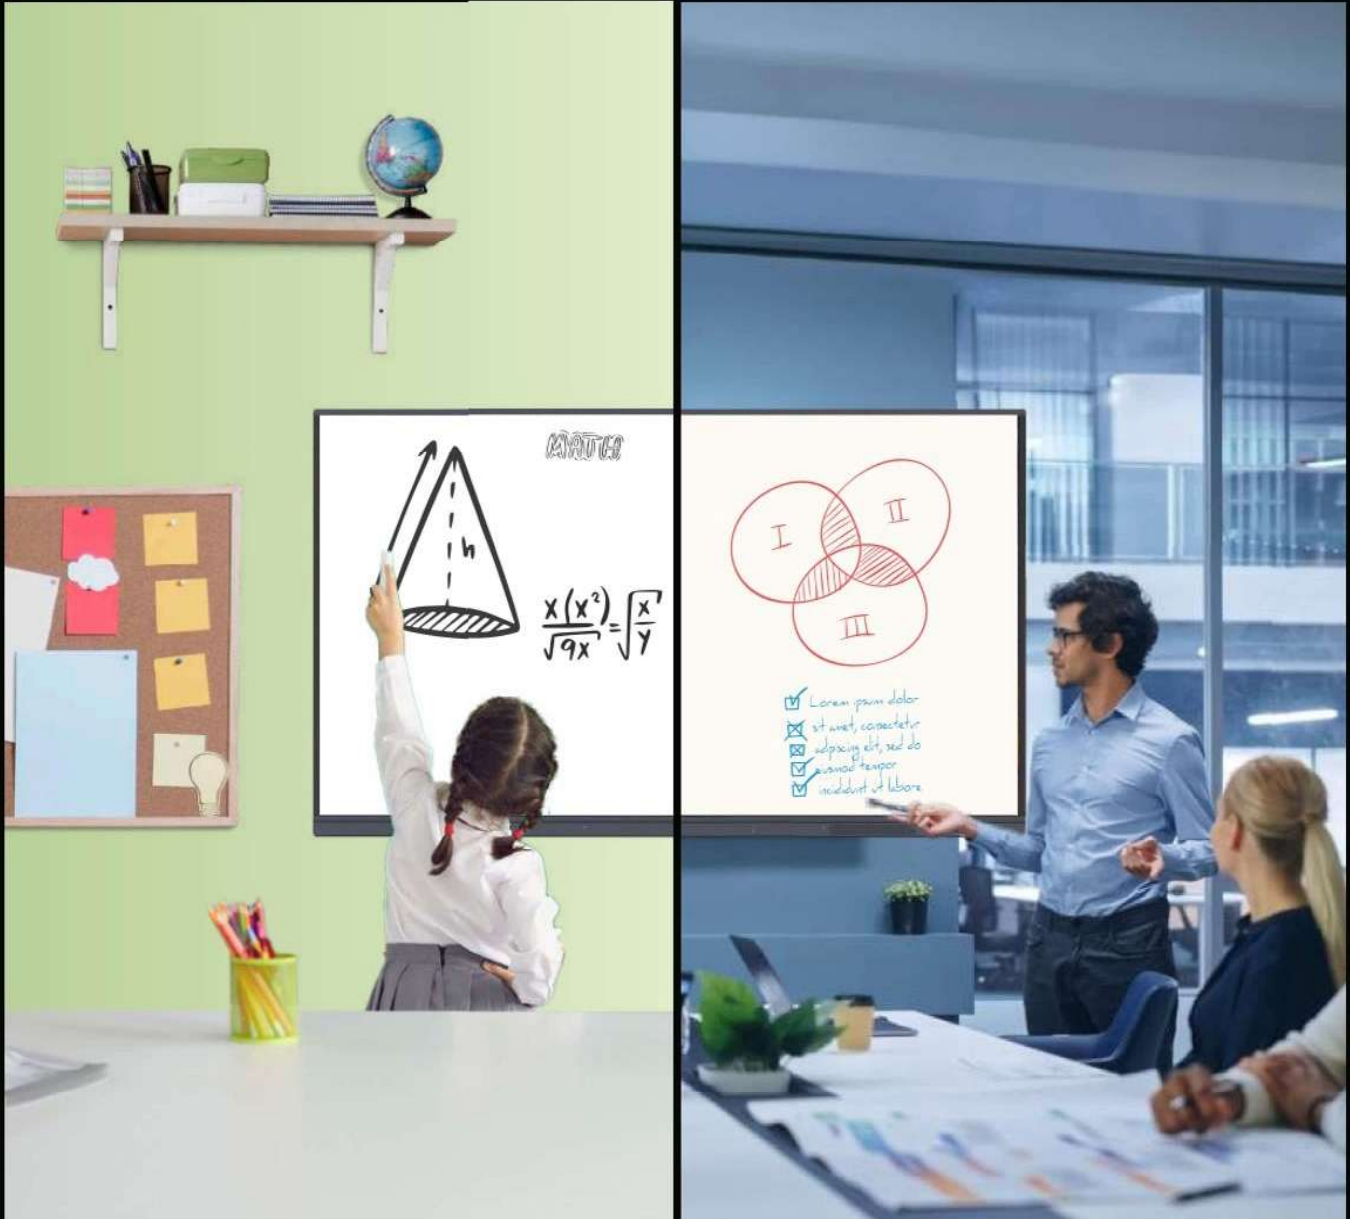 MATH
h
x(x²)/√9x = √x/y
I
II
III
Lorem ipsum dolor
sit amet, consectetur
adipiscing elit, sed do
eiusmod tempor
incididunt ut labore